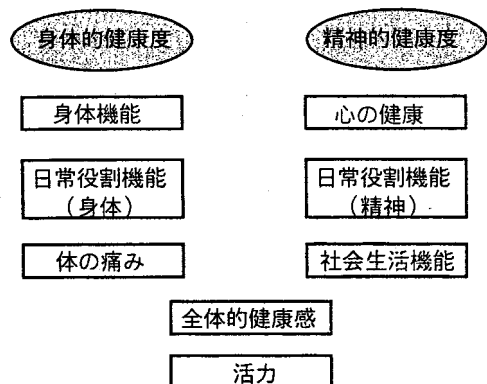 身体的健康度
精神的健康度
身体機能
心の健康
日常役割機能
（身体）
日常役割機能
（精神）
体の痛み
社会生活機能
全体的健康感
活力